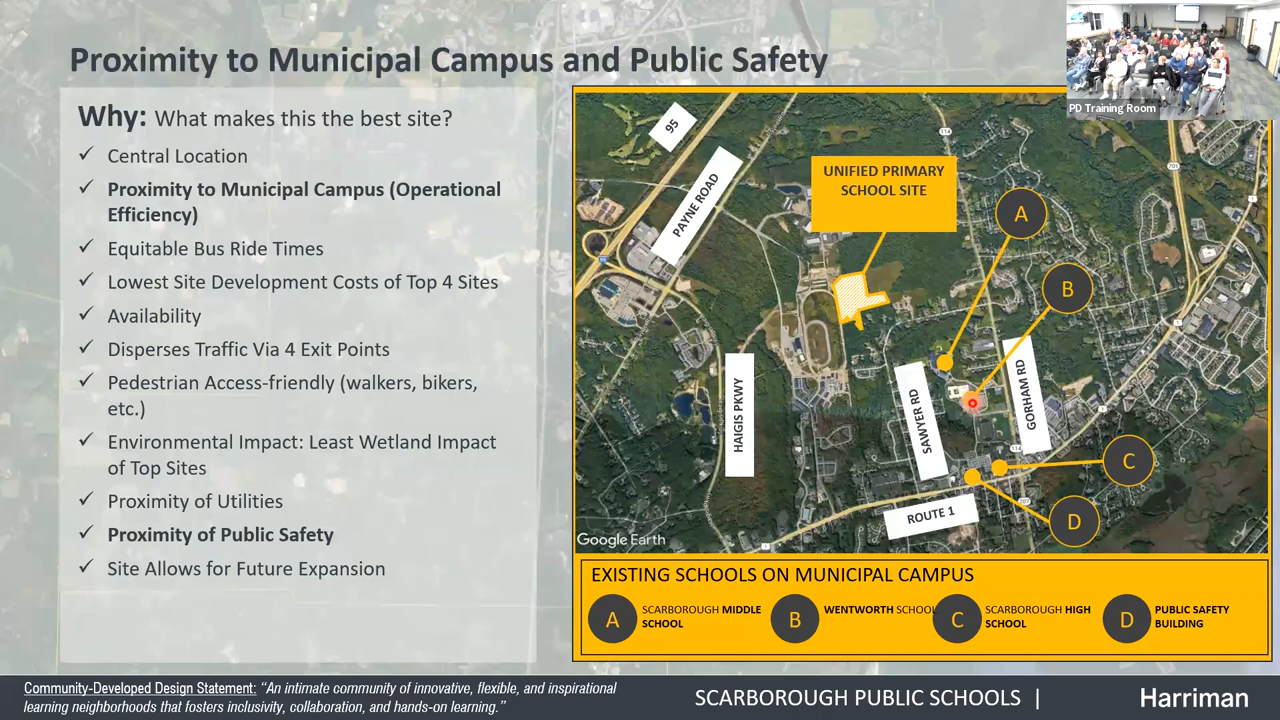 Proximity to Municipal Campus and Public Safety
PD Training Room
Why: What makes this the best site?
✓ Central Location
✓ Proximity to Municipal Campus (Operational
Efficiency)
✓ Equitable Bus Ride Times
✓ Lowest Site Development Costs of Top 4 Sites
✓ Availability
✓ Disperses Traffic Via 4 Exit Points
✓ Pedestrian Access-friendly (walkers, bikers,
etc.)
✓ Environmental Impact: Least Wetland Impact
of Top Sites
✓ Proximity of Utilities
✓ Proximity of Public Safety
✓ Site Allows for Future Expansion
95
PAYNE ROAD
UNIFIED PRIMARY
SCHOOL SITE
114
A
B
HAIGIS PKWY
SAWYER RD
GORHAM RD
114
C
D
ROUTE 1
Google Earth
EXISTING SCHOOLS ON MUNICIPAL CAMPUS
A SCARBOROUGH MIDDLE
SCHOOL
B WENTWORTH SCHOOL
C SCARBOROUGH HIGH
SCHOOL
D PUBLIC SAFETY
BUILDING
Community-Developed Design Statement: “An intimate community of innovative, flexible, and inspirational
learning neighborhoods that fosters inclusivity, collaboration, and hands-on learning.”
SCARBOROUGH PUBLIC SCHOOLS |
Harriman